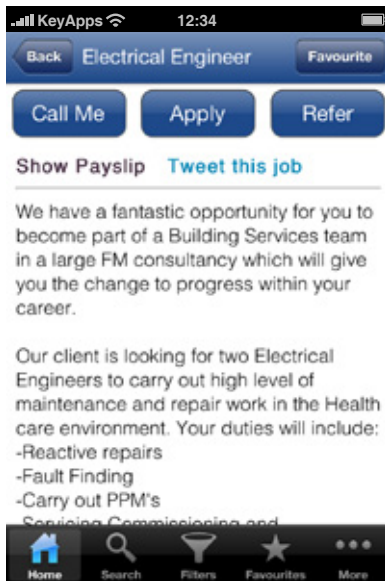 KeyApps 12:34
Back Electrical Engineer Favourite
Call Me Apply Refer
Show Payslip Tweet this job
We have a fantastic opportunity for you to
become part of a Building Services team
in a large FM consultancy which will give
you the change to progress within your
career.
Our client is looking for two Electrical
Engineers to carry out high level of
maintenance and repair work in the Health
care environment. Your duties will include:
-Reactive repairs
-Fault Finding
-Carry out PPM's
-Servicing Commissioning and
Home Search Filters Favourites More